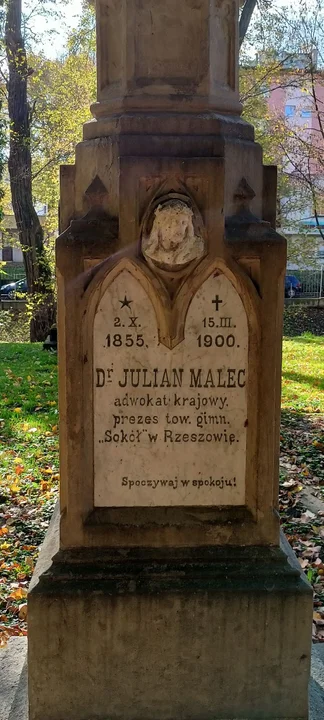 2. X. 15. III.
1855. 1900.
Dr. JULIAN MALEC
adwokat krajowy.
prezes tow. gimn.
„Sokół" w Rzeszowie.
Spoczywaj w spokoju!